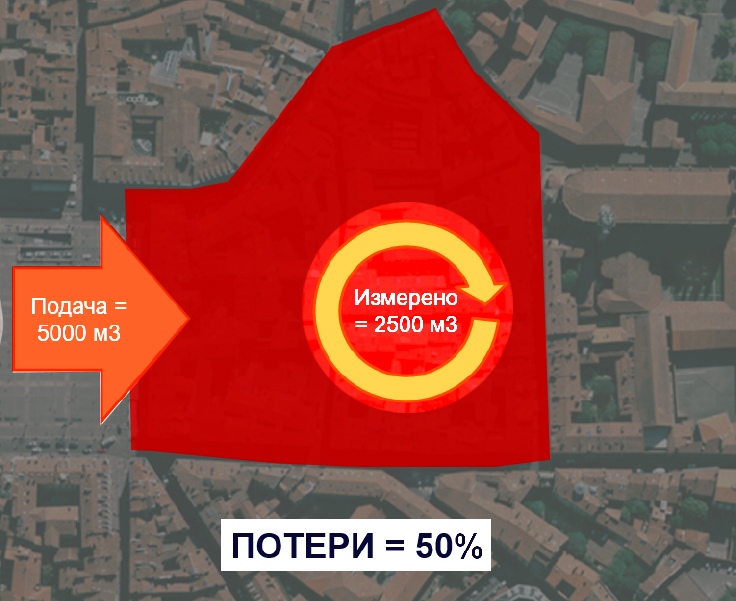 Подача =
5000 м3
Измерено
= 2500 м3
ПОТЕРИ = 50%